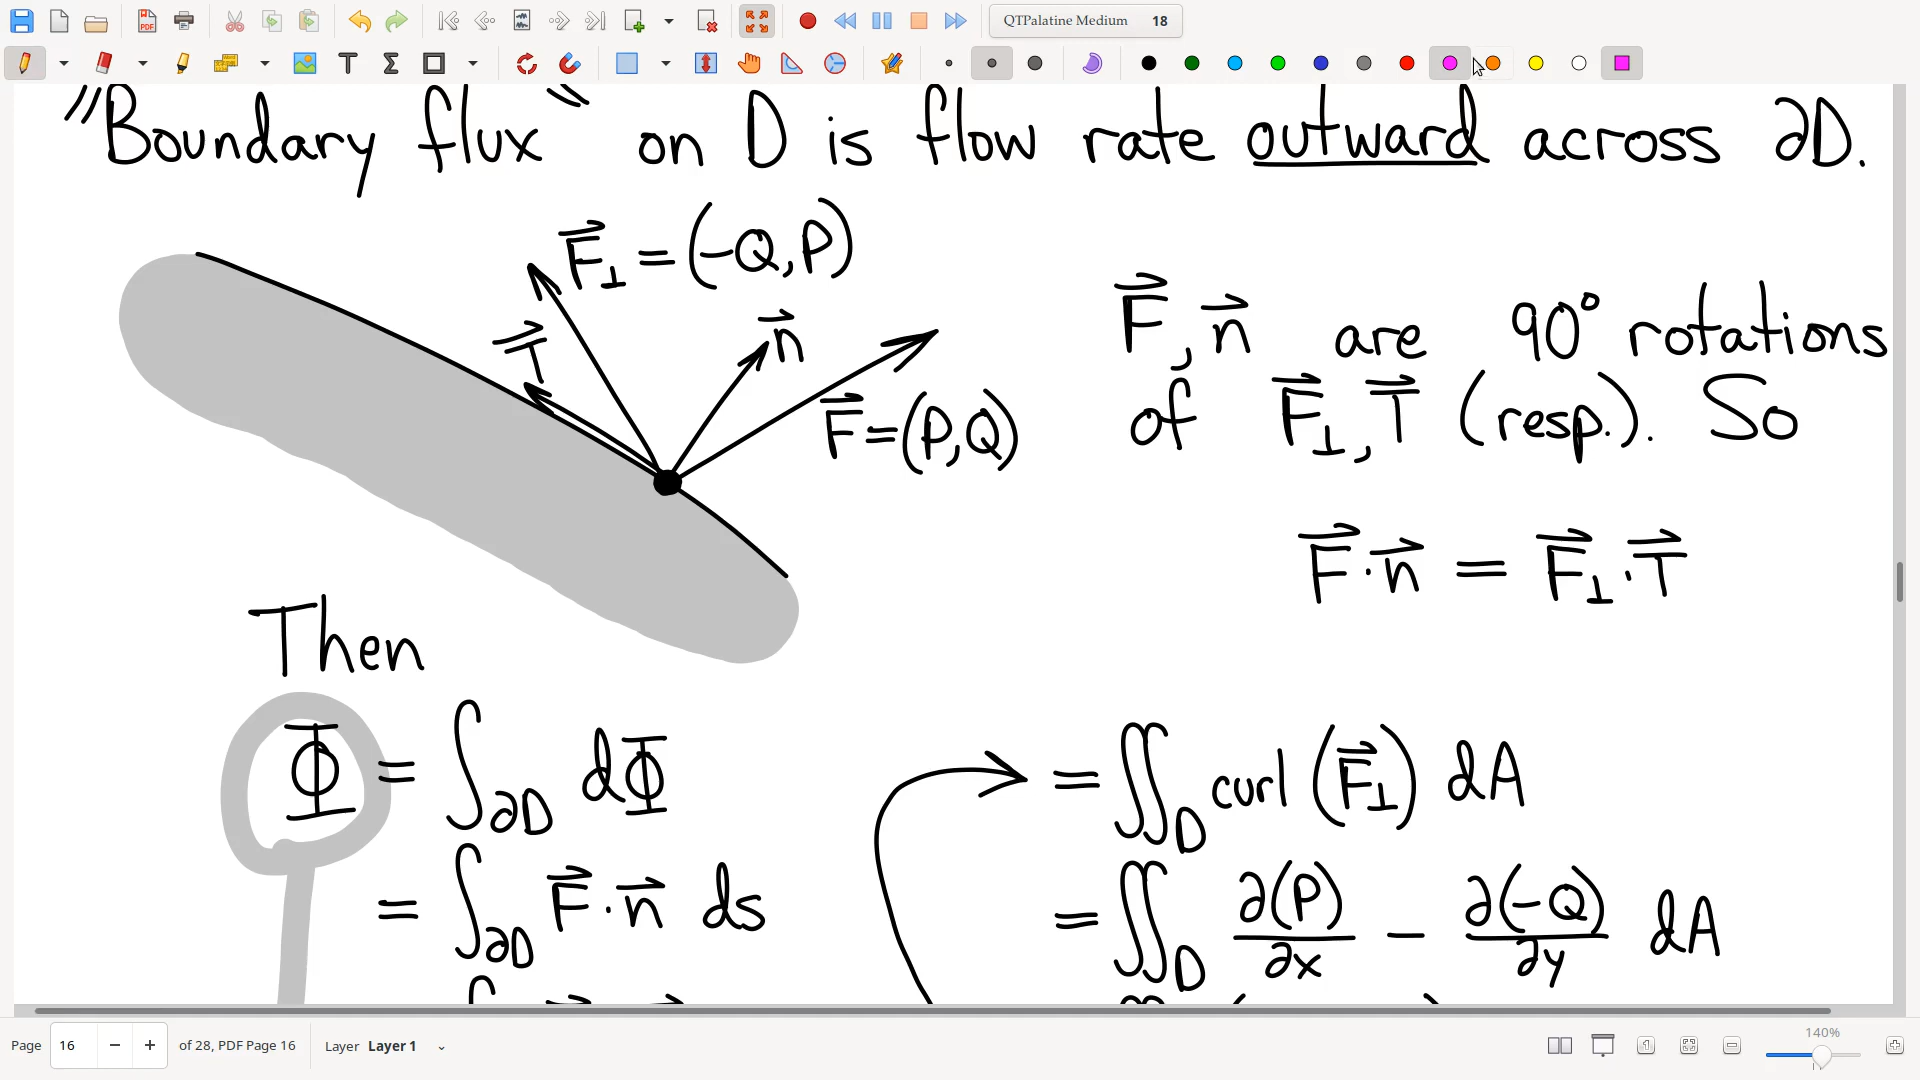 QTPalatine Medium 18
"Boundary flux" on D is flow rate outward across ∂D.
F⃗⊥ = (-Q, P)
T⃗
n⃗
F⃗ = (P, Q)
F⃗, n⃗ are 90° rotations
of F⃗⊥, T⃗ (resp.). So
F⃗·n⃗ = F⃗⊥·T⃗
Then
Φ = ∫∂D dΦ
= ∫∂D F⃗·n⃗ ds
= ∬D curl (F⃗⊥) dA
= ∬D ∂(P)/∂x - ∂(-Q)/∂y dA
Page 16 of 28, PDF Page 16 Layer Layer 1 140%